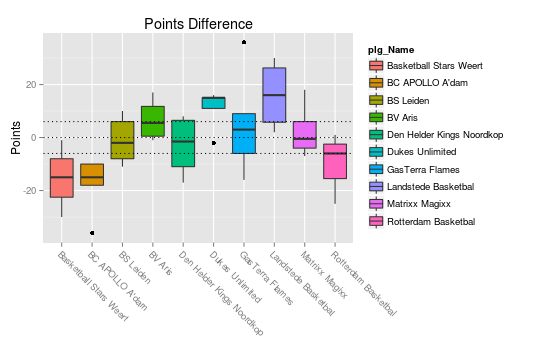 Points Difference
Points
20
0
-20
Basketball Stars Weert
BC APOLLO A'dam
BS Leiden
BV Aris
Den Helder Kings Noordkop
Dukes Unlimited
GasTerra Flames
Landstede Basketbal
Matrixx Magixx
Rotterdam Basketbal
plg_Name
Basketball Stars Weert
BC APOLLO A'dam
BS Leiden
BV Aris
Den Helder Kings Noordkop
Dukes Unlimited
GasTerra Flames
Landstede Basketbal
Matrixx Magixx
Rotterdam Basketbal